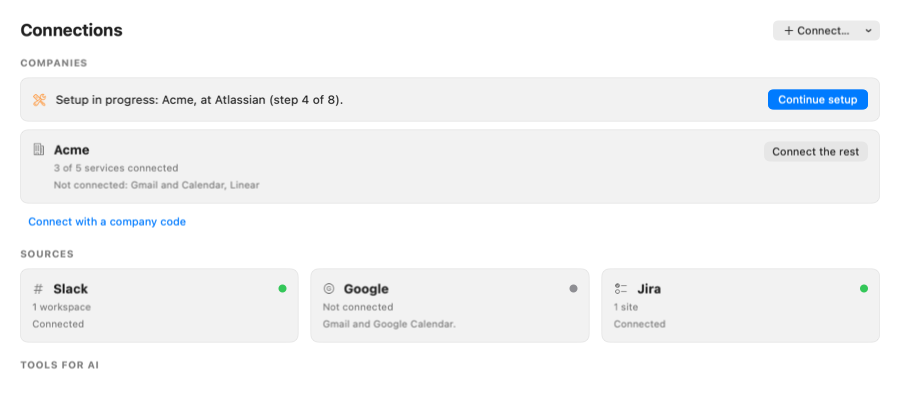 Connections
+ Connect...
COMPANIES
Setup in progress: Acme, at Atlassian (step 4 of 8).
Continue setup
Acme
Connect the rest
3 of 5 services connected
Not connected: Gmail and Calendar, Linear
Connect with a company code
SOURCES
Slack
1 workspace
Connected
Google
Not connected
Gmail and Google Calendar.
Jira
1 site
Connected
TOOLS FOR AI